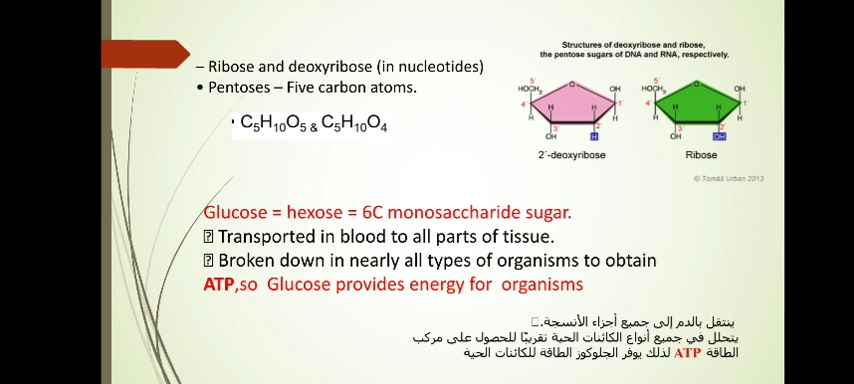 Structures of deoxyribose and ribose,
the pentose sugars of DNA and RNA, respectively.
– Ribose and deoxyribose (in nucleotides)
• Pentoses – Five carbon atoms.
• C₅H₁₀O₅ & C₅H₁₀O₄
5´
HOCH₂ O OH
4´ 1´
H H H H
3´ 2´
OH H
2´-deoxyribose
5´
HOCH₂ O OH
4´ 1´
H H H H
3´ 2´
OH OH
Ribose
© Tomáš Urban 2013
Glucose = hexose = 6C monosaccharide sugar.
Transported in blood to all parts of tissue.
Broken down in nearly all types of organisms to obtain
ATP,so Glucose provides energy for organisms
ينتقل بالدم إلى جميع أجزاء الأنسجة.
يتحلل في جميع أنواع الكائنات الحية تقريبًا للحصول على مركب
الطاقة ATP لذلك يوفر الجلوكوز الطاقة للكائنات الحية